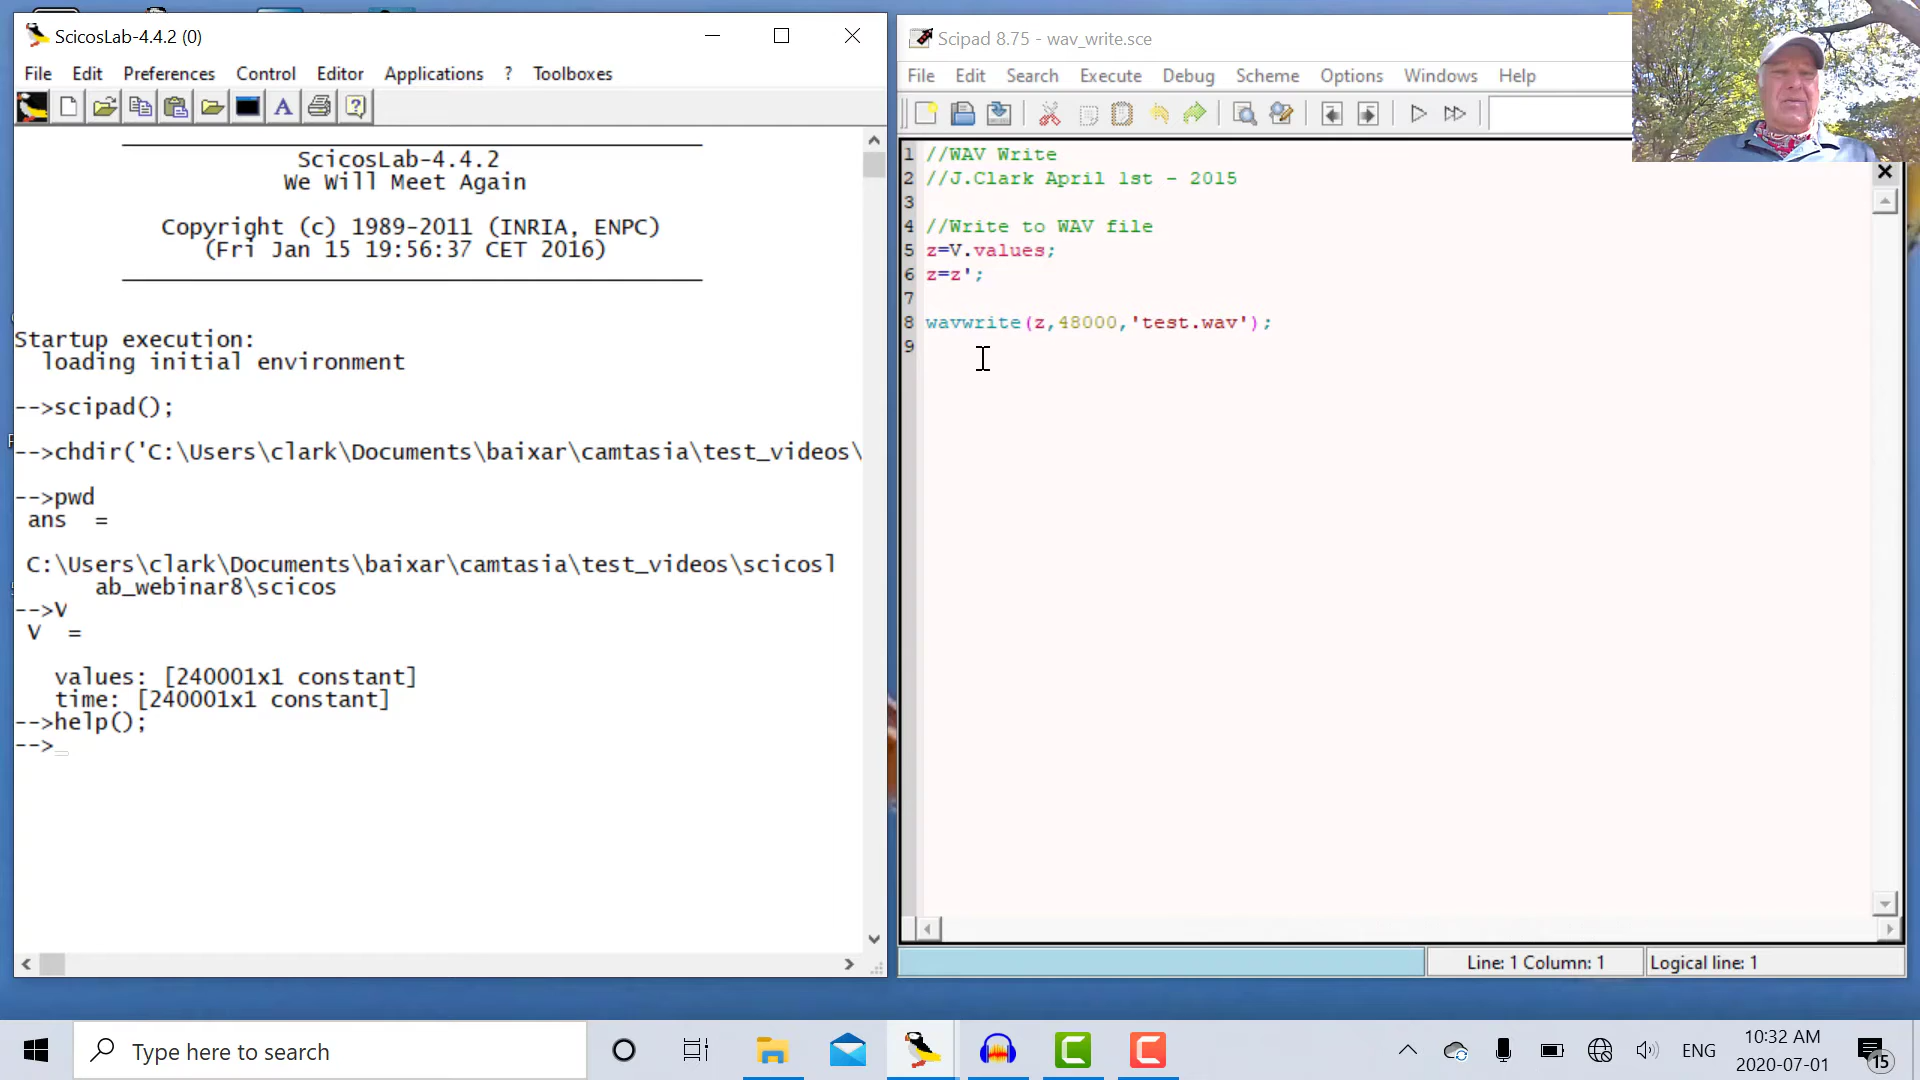 ScicosLab-4.4.2 (0)
File Edit Preferences Control Editor Applications ? Toolboxes
ScicosLab-4.4.2
We Will Meet Again
Copyright (c) 1989-2011 (INRIA, ENPC)
(Fri Jan 15 19:56:37 CET 2016)
Startup execution:
loading initial environment
-->scipad();
-->chdir('C:\Users\clark\Documents\baixar\camtasia\test_videos\
-->pwd
ans =
C:\Users\clark\Documents\baixar\camtasia\test_videos\scicosl
ab_webinar8\scicos
-->V
V =
values: [240001x1 constant]
time: [240001x1 constant]
-->help();
-->_
Scipad 8.75 - wav_write.sce
File Edit Search Execute Debug Scheme Options Windows Help
1 //WAV Write
2 //J.Clark April 1st - 2015
3
4 //Write to WAV file
5 z=V.values;
6 z=z';
7
8 wavwrite(z,48000,'test.wav');
9
Line: 1 Column: 1 Logical line: 1
Type here to search
ENG
10:32 AM
2020-07-01
15